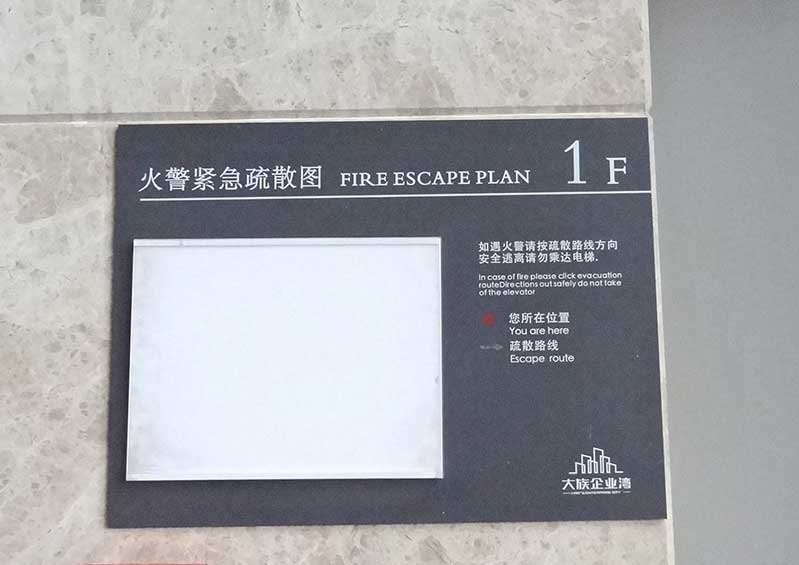 火警紧急疏散图 FIRE ESCAPE PLAN 1 F
如遇火警请按疏散路线方向
安全逃离请勿乘达电梯.
In case of fire please click evacuation
routeDirections out safely do not take
of the elevator
您所在位置
You are here
疏散路线
Escape route
大族企业湾